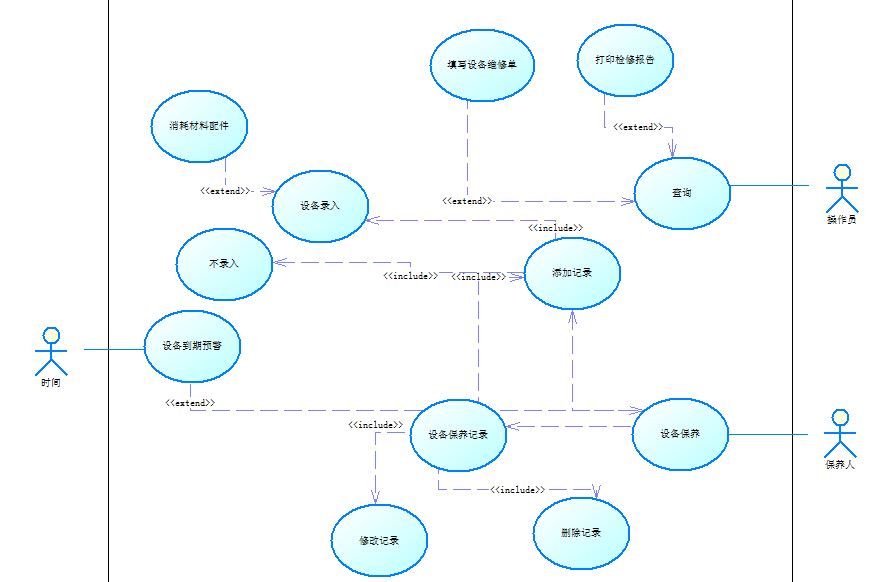 填写设备维修单
打印检修报告
消耗材料配件
<<extend>>
<<extend>>
设备录入
<<extend>>
查询
操作员
<<include>>
不录入
<<include>>
<<include>>
添加记录
设备到期预警
时间
<<extend>>
<<include>>
设备保养记录
设备保养
保养人
<<include>>
修改记录
删除记录